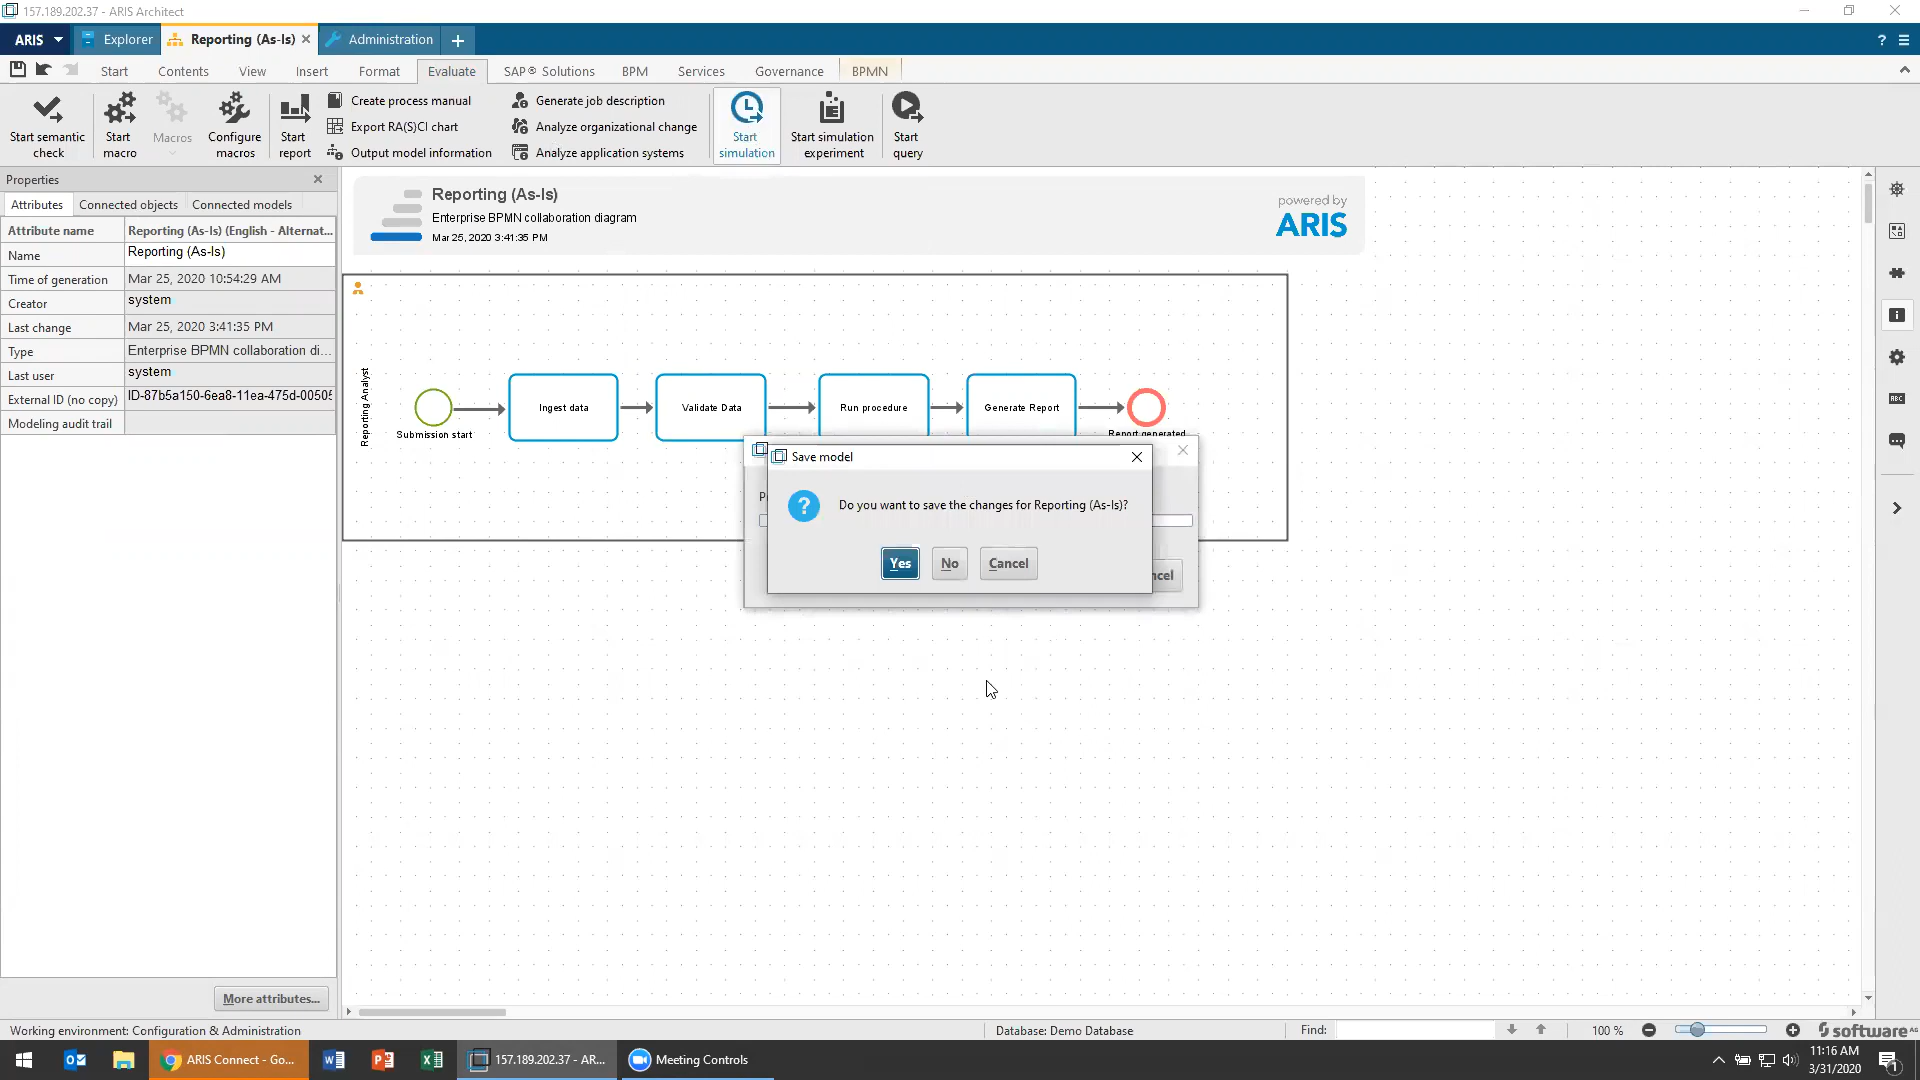 157.189.202.37 - ARIS Architect
ARIS
Explorer
Reporting (As-Is)
Administration
Start
Contents
View
Insert
Format
Evaluate
SAP® Solutions
BPM
Services
Governance
BPMN
Start semantic
check
Start
macro
Macros
Configure
macros
Start
report
Create process manual
Export RA(S)CI chart
Output model information
Generate job description
Analyze organizational change
Analyze application systems
Start
simulation
Start simulation
experiment
Start
query
Properties
Attributes
Connected objects
Connected models
Attribute name
Reporting (As-Is) (English - Alternat...
Name
Reporting (As-Is)
Time of generation
Mar 25, 2020 10:54:29 AM
Creator
system
Last change
Mar 25, 2020 3:41:35 PM
Type
Enterprise BPMN collaboration di...
Last user
system
External ID (no copy)
ID-87b5a150-6ea8-11ea-475d-00505
Modeling audit trail
More attributes...
Reporting (As-Is)
Enterprise BPMN collaboration diagram
Mar 25, 2020 3:41:35 PM
powered by
ARIS
Reporting Analyst
Submission start
Ingest data
Validate Data
Run procedure
Generate Report
Report generated
Save model
Do you want to save the changes for Reporting (As-Is)?
Yes
No
Cancel
ncel
ABC
Working environment: Configuration & Administration
Database: Demo Database
Find:
100 %
software AG
ARIS Connect - Go...
157.189.202.37 - AR...
Meeting Controls
11:16 AM
3/31/2020
1